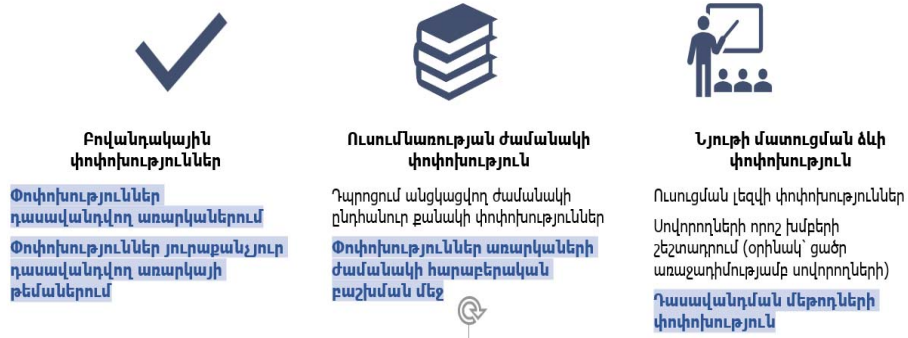 Բովանդակային
փոփոխություններ
Փոփոխություններ
դասավանդվող առարկաներում
Փոփոխություններ յուրաքանչյուր
դասավանդվող առարկայի
թեմաներում
Ուսումնառության ժամանակի
փոփոխություն
Դպրոցում անցկացվող ժամանակի
ընդհանուր քանակի փոփոխություններ
Փոփոխություններ առարկաների
ժամանակի հարաբերական
բաշխման մեջ
Նյութի մատուցման ձևի
փոփոխություն
Ուսուցման լեզվի փոփոխություններ
Սովորողների որոշ խմբերի
շեշտադրում (օրինակ՝ ցածր
առաջադիմությամբ սովորողների)
Դասավանդման մեթոդների
փոփոխություն